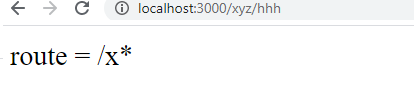 localhost:3000/xyz/hhh
route = /x*